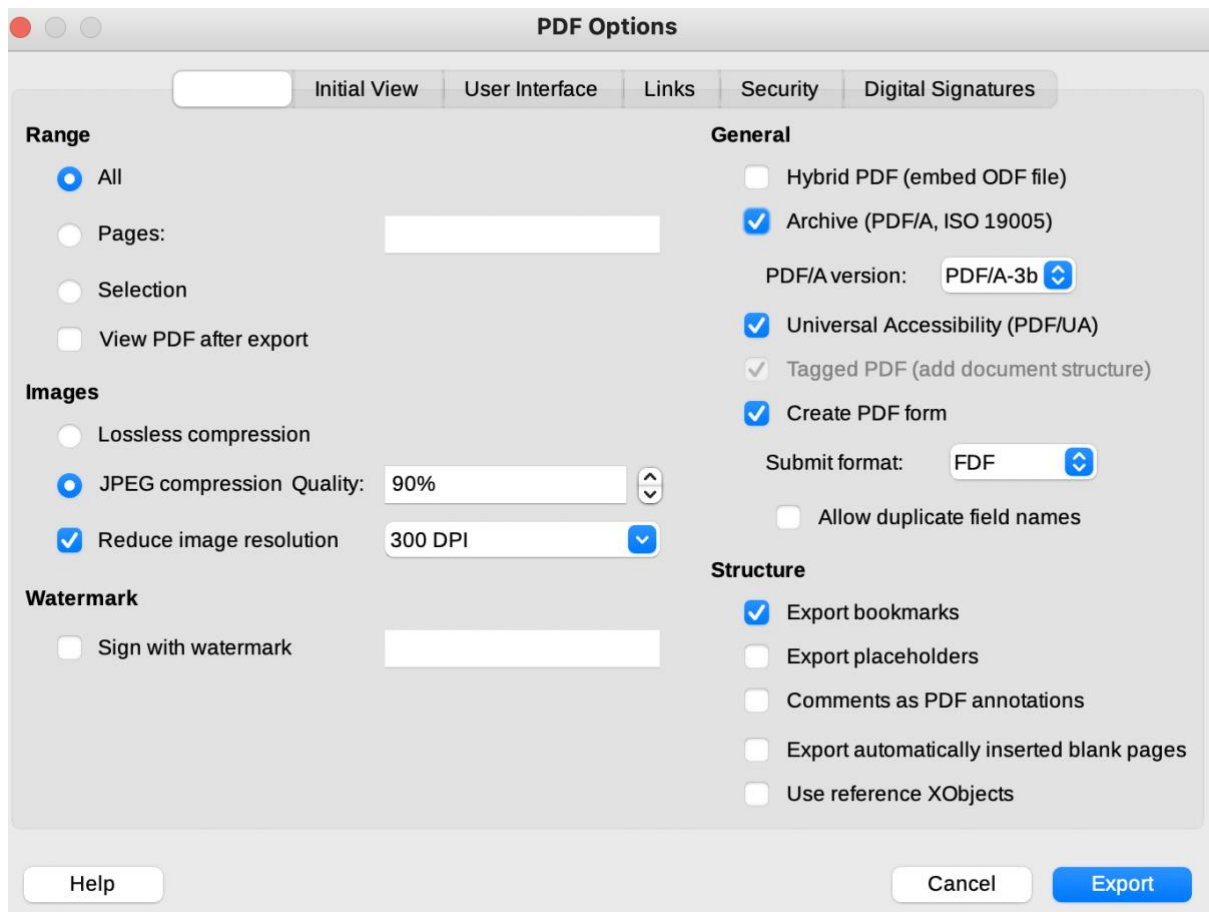 PDF Options
Initial View User Interface Links Security Digital Signatures
Range
All
Pages:
Selection
View PDF after export
Images
Lossless compression
JPEG compression Quality: 90%
Reduce image resolution 300 DPI
Watermark
Sign with watermark
General
Hybrid PDF (embed ODF file)
Archive (PDF/A, ISO 19005)
PDF/A version: PDF/A-3b
Universal Accessibility (PDF/UA)
Tagged PDF (add document structure)
Create PDF form
Submit format: FDF
Allow duplicate field names
Structure
Export bookmarks
Export placeholders
Comments as PDF annotations
Export automatically inserted blank pages
Use reference XObjects
Help Cancel Export